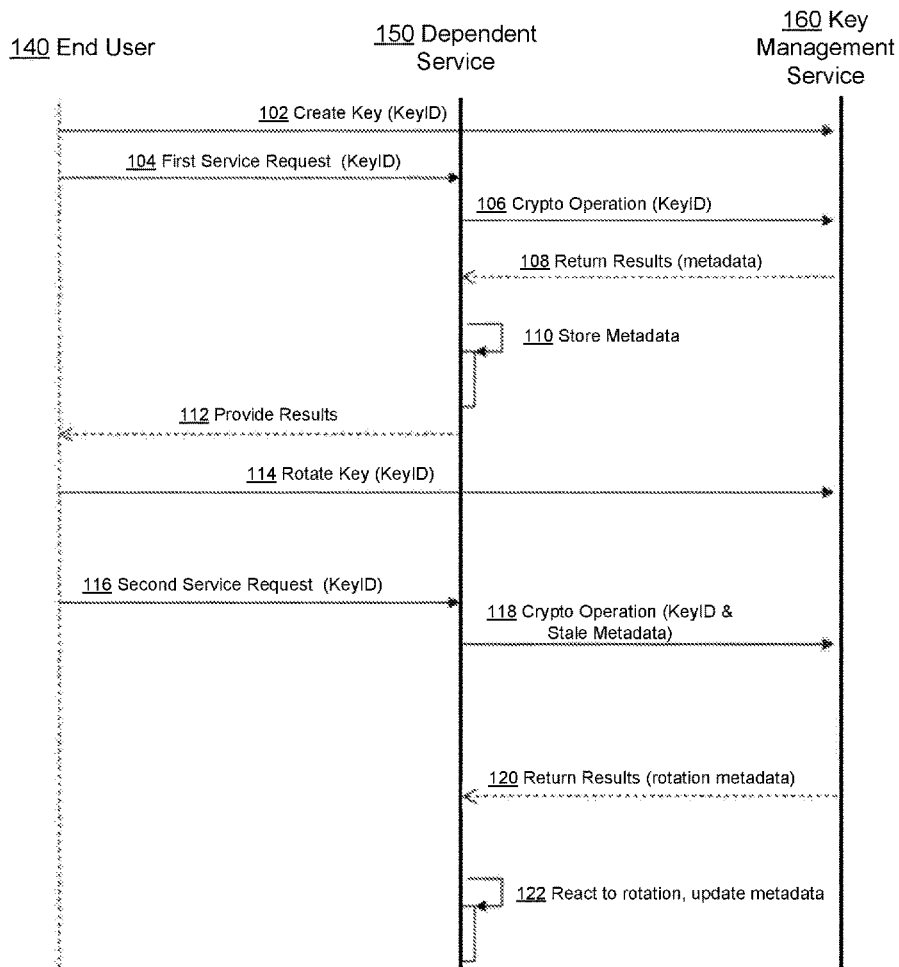 140 End User
150 Dependent
Service
160 Key
Management
Service
102 Create Key (KeyID)
104 First Service Request (KeyID)
106 Crypto Operation (KeyID)
108 Return Results (metadata)
110 Store Metadata
112 Provide Results
114 Rotate Key (KeyID)
116 Second Service Request (KeyID)
118 Crypto Operation (KeyID &
Stale Metadata)
120 Return Results (rotation metadata)
122 React to rotation, update metadata